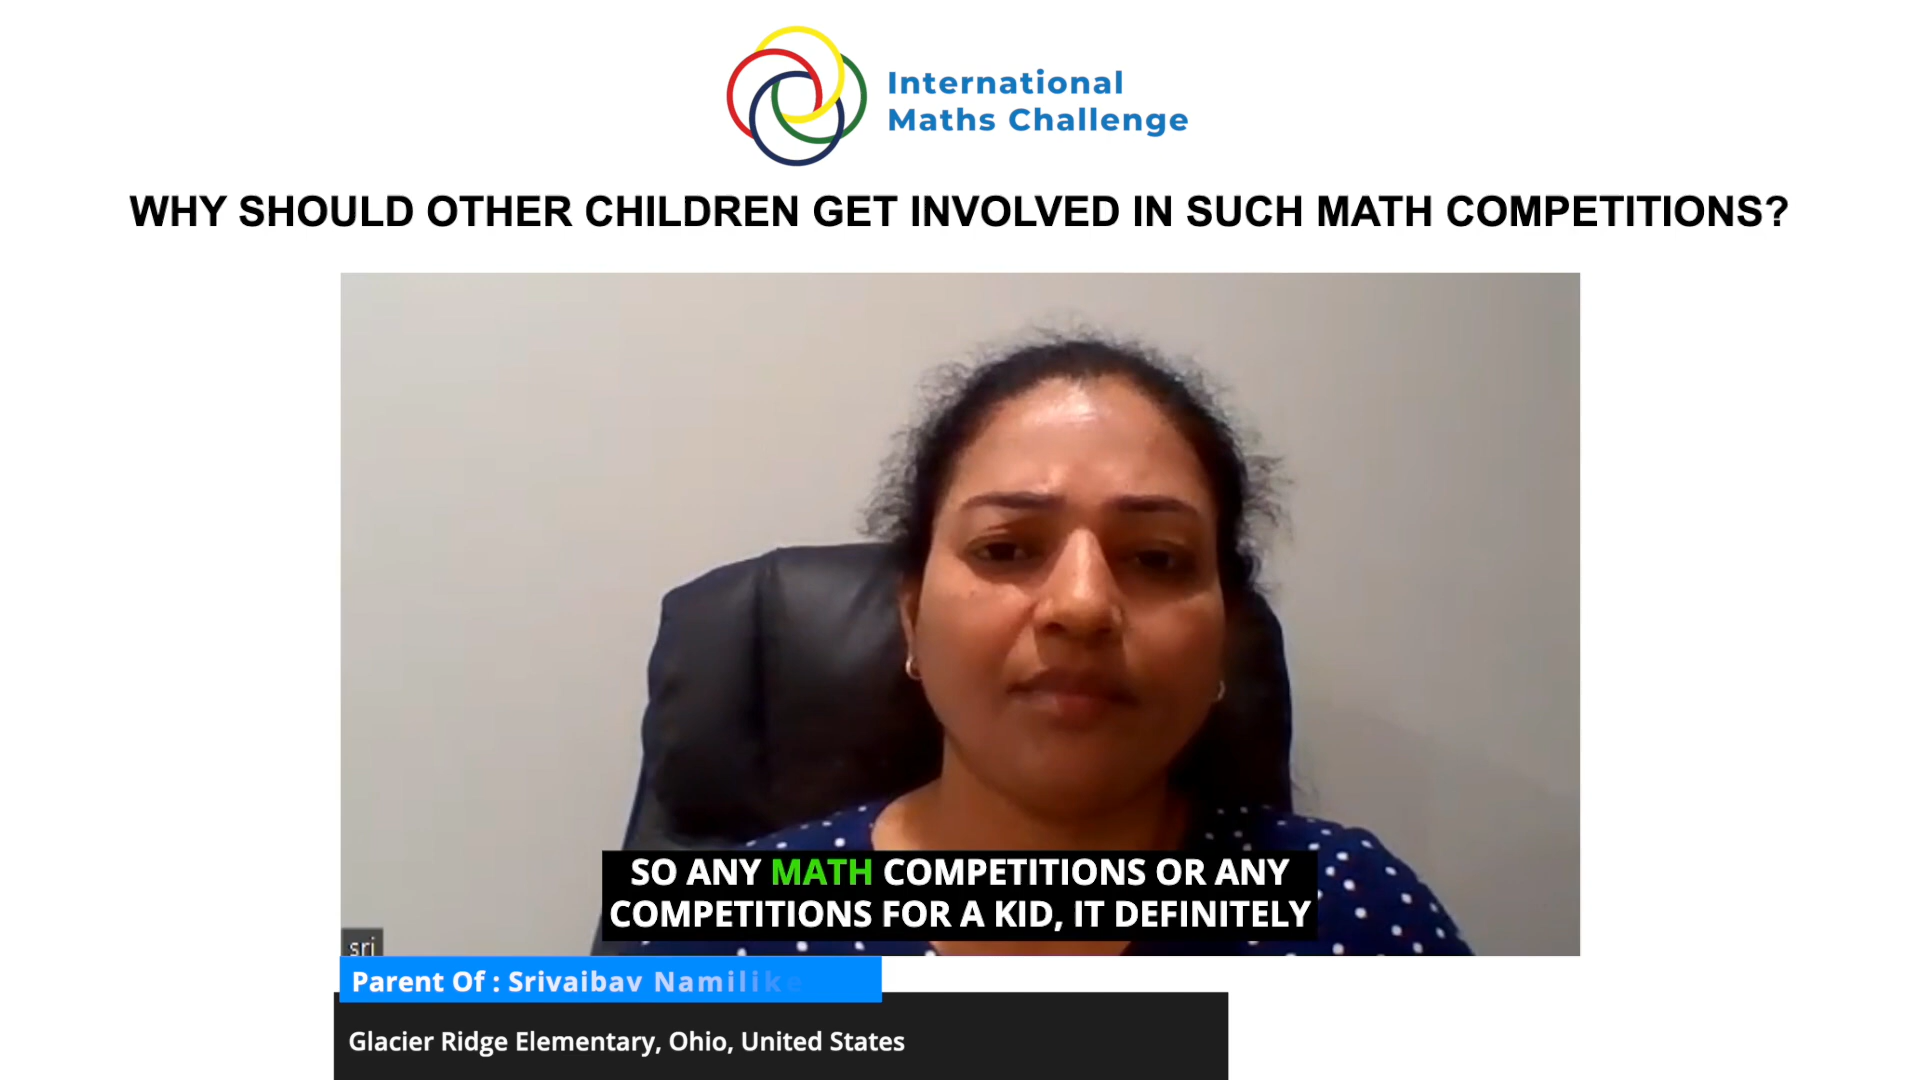 International
Maths Challenge
WHY SHOULD OTHER CHILDREN GET INVOLVED IN SUCH MATH COMPETITIONS?
SO ANY MATH COMPETITIONS OR ANY
COMPETITIONS FOR A KID, IT DEFINITELY
sri
Parent Of : Srivaibav Namilike
Glacier Ridge Elementary, Ohio, United States